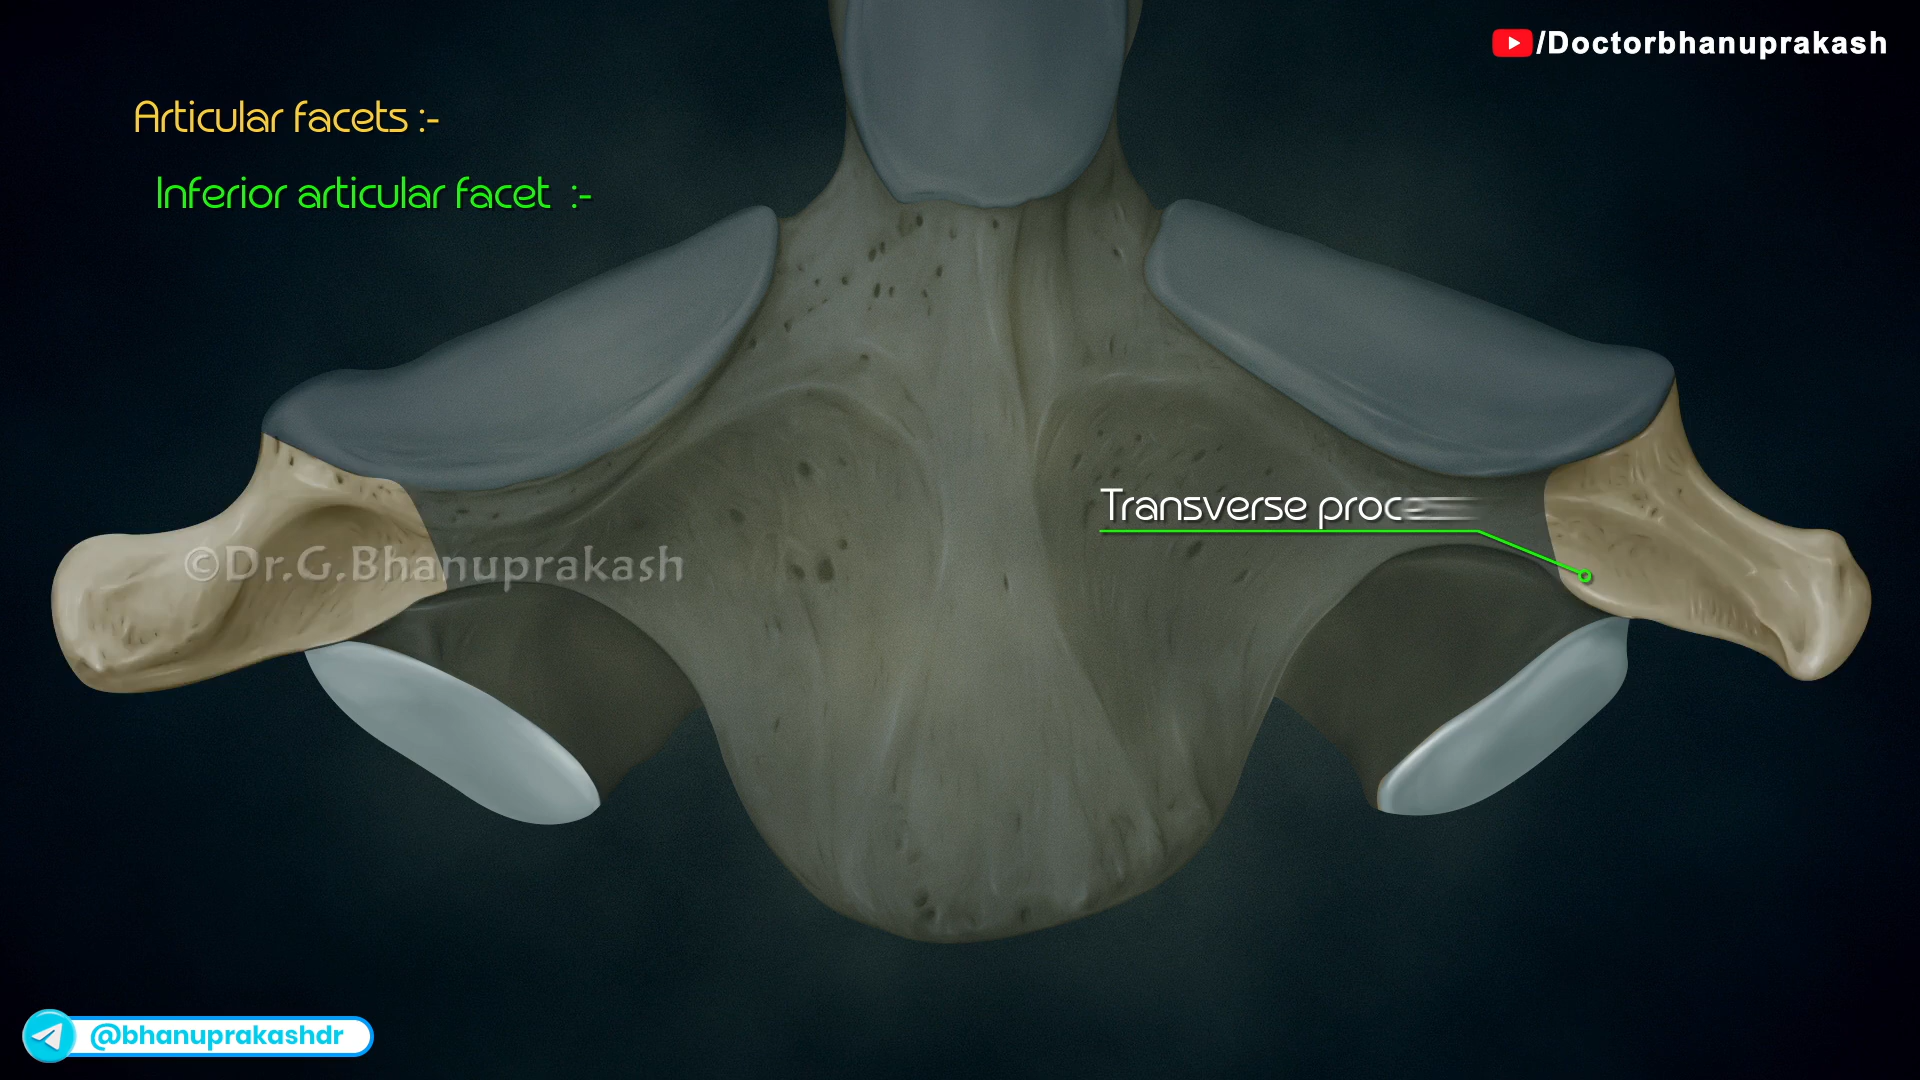 /Doctorbhanuprakash
Articular facets :-
Inferior articular facet :-
Transverse proc
©Dr.G.Bhanuprakash
@bhanuprakashdr